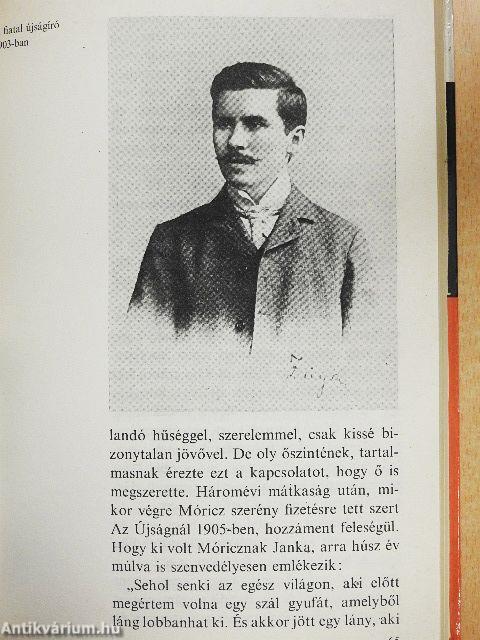 fiatal újságíró
903-ban
landó hűséggel, szerelemmel, csak kissé bi-
zonytalan jövővel. De oly őszintének, tartal-
masnak érezte ezt a kapcsolatot, hogy ő is
megszerette. Háromévi mátkaság után, mi-
kor végre Móricz szerény fizetésre tett szert
Az Újságnál 1905-ben, hozzáment feleségül.
Hogy ki volt Móricznak Janka, arra húsz év
múlva is szenvedélyesen emlékezik:
„Sehol senki az egész világon, aki előtt
megértem volna egy szál gyufát, amelyből
láng lobbanhat ki. És akkor jött egy lány, aki
Antikvárium.hu